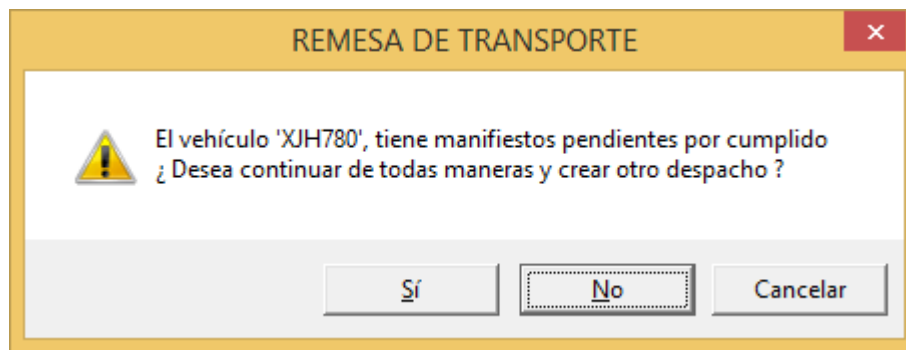 REMESA DE TRANSPORTE
El vehículo 'XJH780', tiene manifiestos pendientes por cumplido
¿ Desea continuar de todas maneras y crear otro despacho ?
Sí No Cancelar